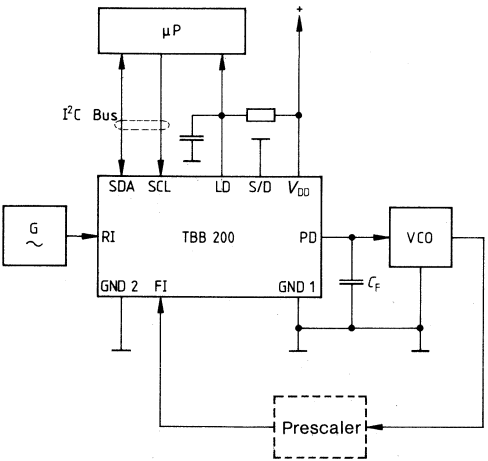 µP
+
I²C Bus
SDA SCL LD S/D V_DD
G
~
RI TBB 200 PD
VCO
GND 2 FI GND 1
C_F
Prescaler